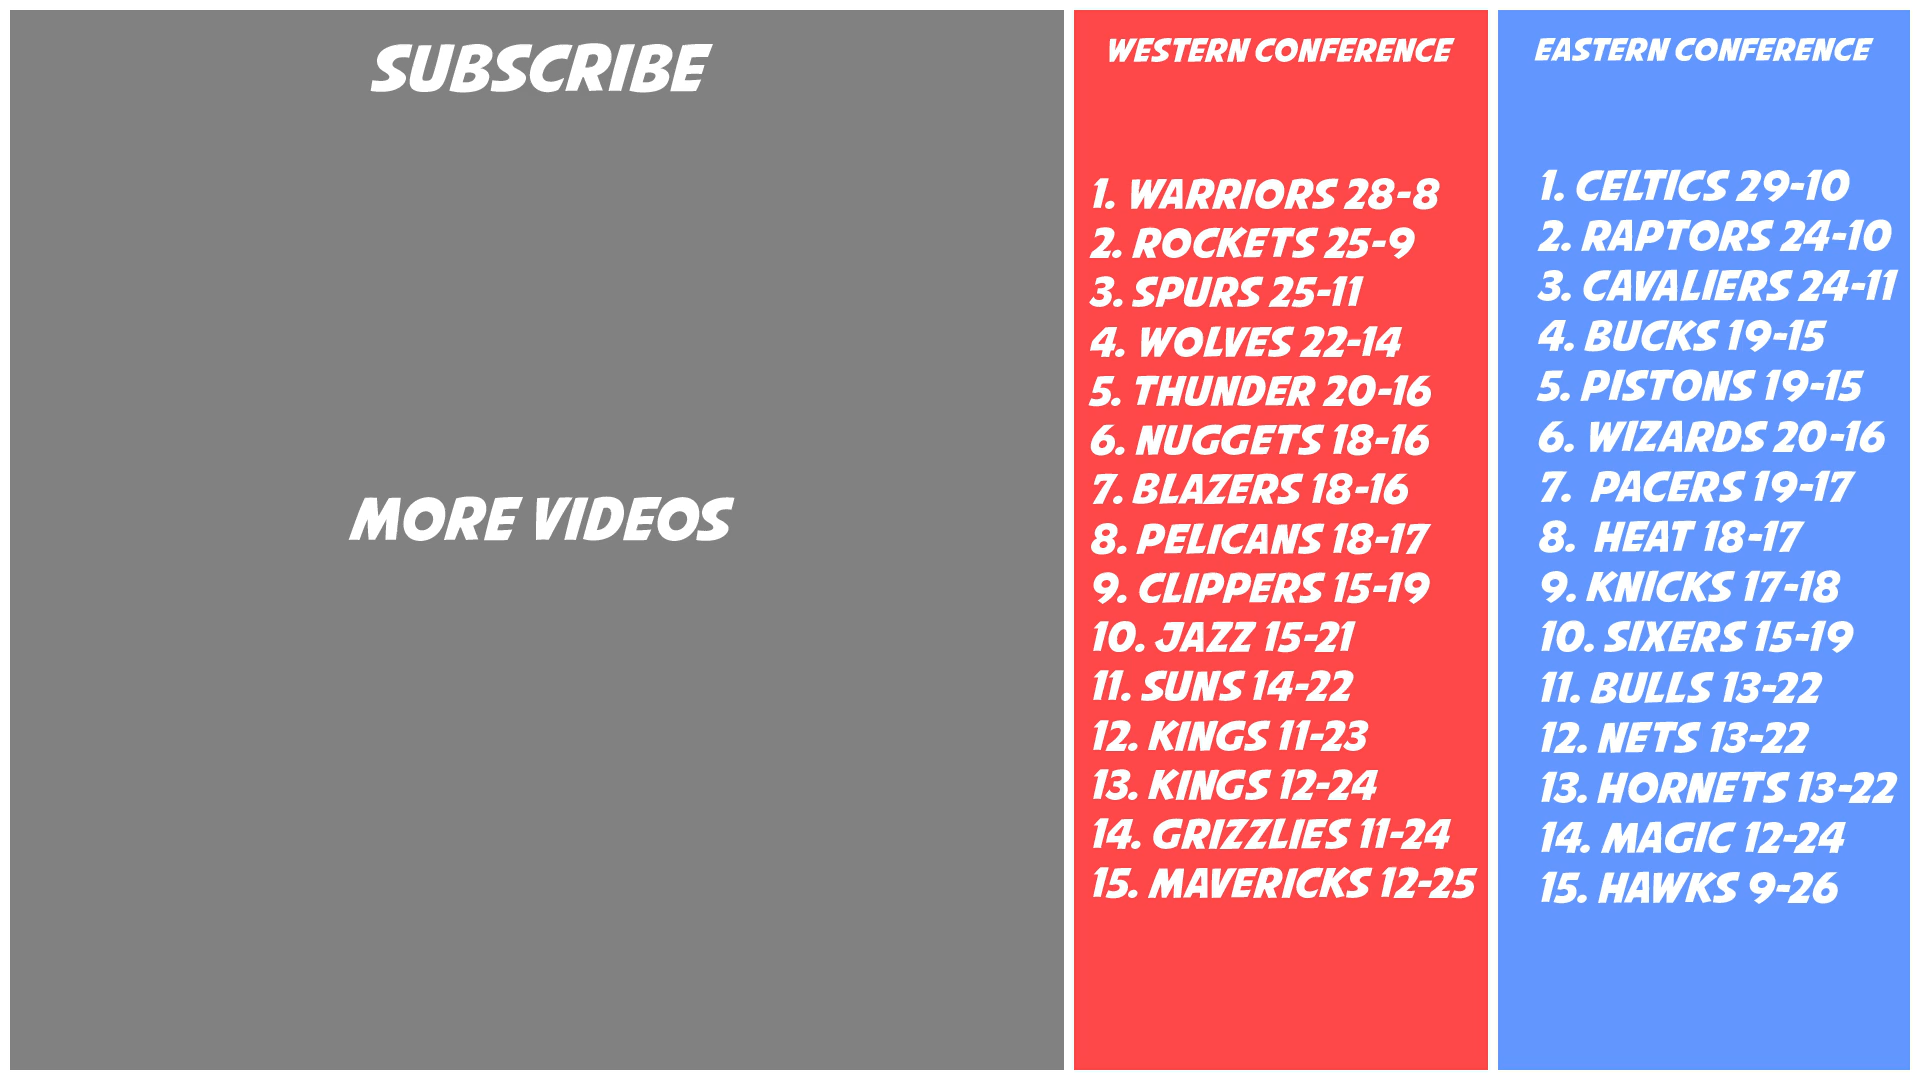 SUBSCRIBE
MORE VIDEOS
WESTERN CONFERENCE
1. WARRIORS 28-8
2. ROCKETS 25-9
3. SPURS 25-11
4. WOLVES 22-14
5. THUNDER 20-16
6. NUGGETS 18-16
7. BLAZERS 18-16
8. PELICANS 18-17
9. CLIPPERS 15-19
10. JAZZ 15-21
11. SUNS 14-22
12. KINGS 11-23
13. KINGS 12-24
14. GRIZZLIES 11-24
15. MAVERICKS 12-25
EASTERN CONFERENCE
1. CELTICS 29-10
2. RAPTORS 24-10
3. CAVALIERS 24-11
4. BUCKS 19-15
5. PISTONS 19-15
6. WIZARDS 20-16
7. PACERS 19-17
8. HEAT 18-17
9. KNICKS 17-18
10. SIXERS 15-19
11. BULLS 13-22
12. NETS 13-22
13. HORNETS 13-22
14. MAGIC 12-24
15. HAWKS 9-26